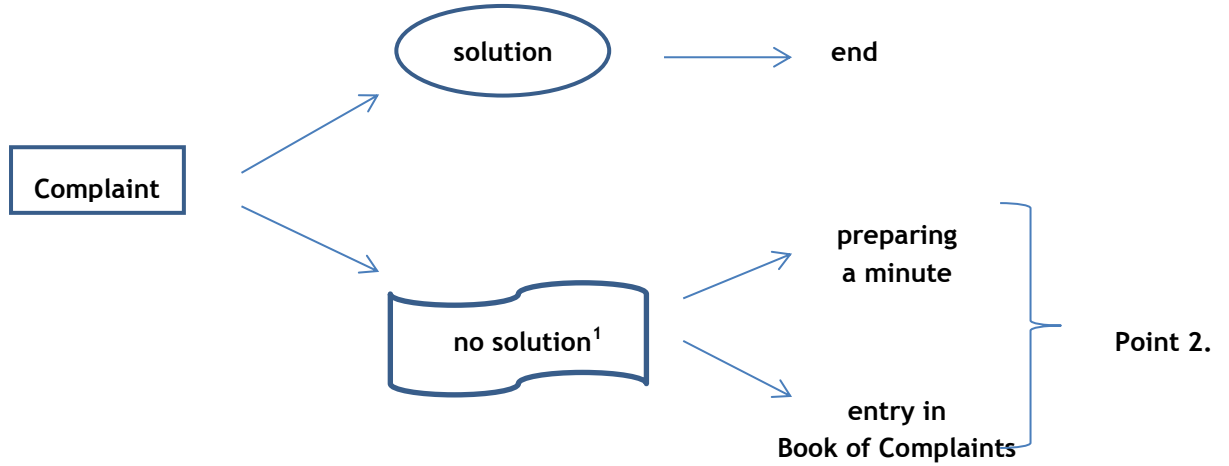 solution
end
Complaint
preparing
a minute
no solution¹
Point 2.
entry in
Book of Complaints